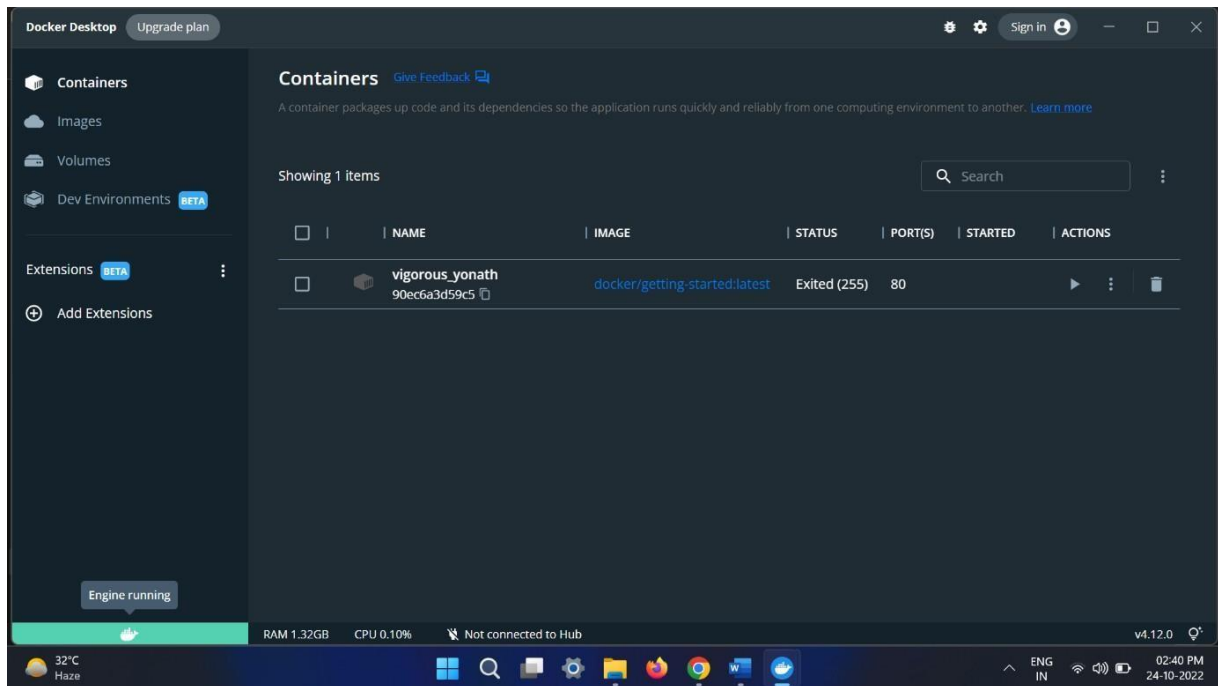 Docker Desktop Upgrade plan Sign in
Containers
Images
Volumes
Dev Environments BETA
Extensions BETA
Add Extensions
Containers Give Feedback
A container packages up code and its dependencies so the application runs quickly and reliably from one computing environment to another. Learn more
Showing 1 items Search
NAME IMAGE STATUS PORT(S) STARTED ACTIONS
vigorous_yonath docker/getting-started:latest Exited (255) 80
90ec6a3d59c5
Engine running
RAM 1.32GB CPU 0.10% Not connected to Hub v4.12.0
32°C ENG 02:40 PM
Haze IN 24-10-2022